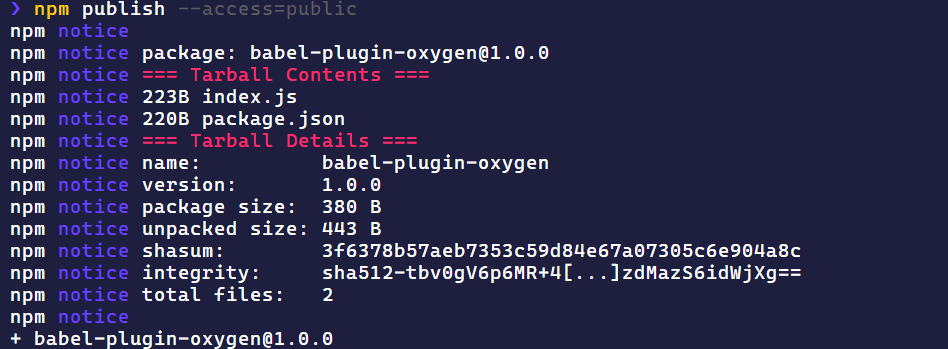 ❯ npm publish --access=public
npm notice
npm notice package: babel-plugin-oxygen@1.0.0
npm notice === Tarball Contents ===
npm notice 223B index.js
npm notice 220B package.json
npm notice === Tarball Details ===
npm notice name:          babel-plugin-oxygen
npm notice version:       1.0.0
npm notice package size:  380 B
npm notice unpacked size: 443 B
npm notice shasum:        3f6378b57aeb7353c59d84e67a07305c6e904a8c
npm notice integrity:     sha512-tbv0gV6p6MR+4[...]zdMazS6idWjXg==
npm notice total files:   2
npm notice
+ babel-plugin-oxygen@1.0.0